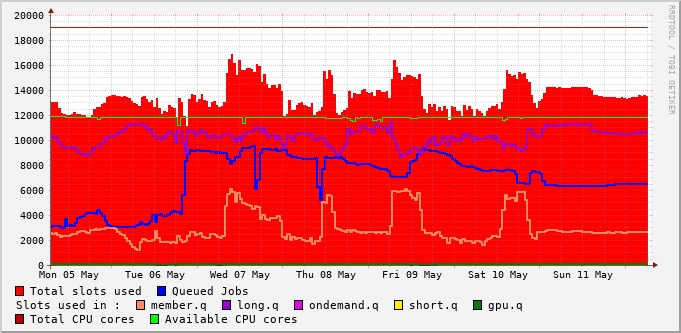 20000
18000
16000
14000
12000
10000
8000
6000
4000
2000
0
Mon 05 May Tue 06 May Wed 07 May Thu 08 May Fri 09 May Sat 10 May Sun 11 May
Total slots used Queued Jobs
Slots used in : member.q long.q ondemand.q short.q gpu.q
Total CPU cores Available CPU cores
RRDTOOL / TOBI OETIKER